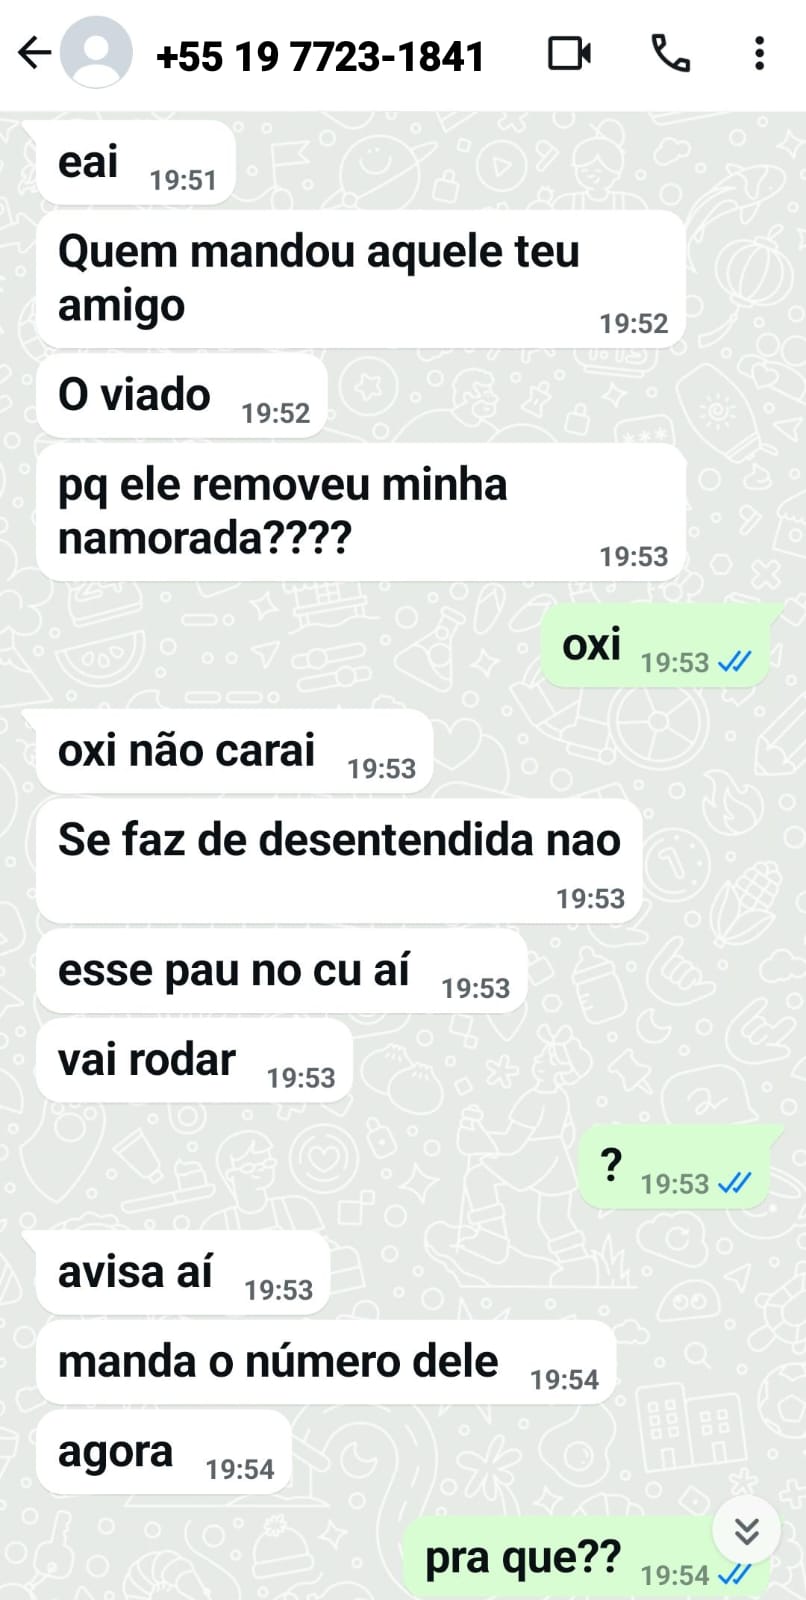 +55 19 7723-1841
eai 19:51
Quem mandou aquele teu
amigo
19:52
O viado 19:52
pq ele removeu minha
namorada????
19:53
oxi 19:53
oxi não carai 19:53
Se faz de desentendida nao
19:53
esse pau no cu aí 19:53
vai rodar 19:53
? 19:53
avisa aí 19:53
manda o número dele 19:54
agora 19:54
pra que?? 19:54